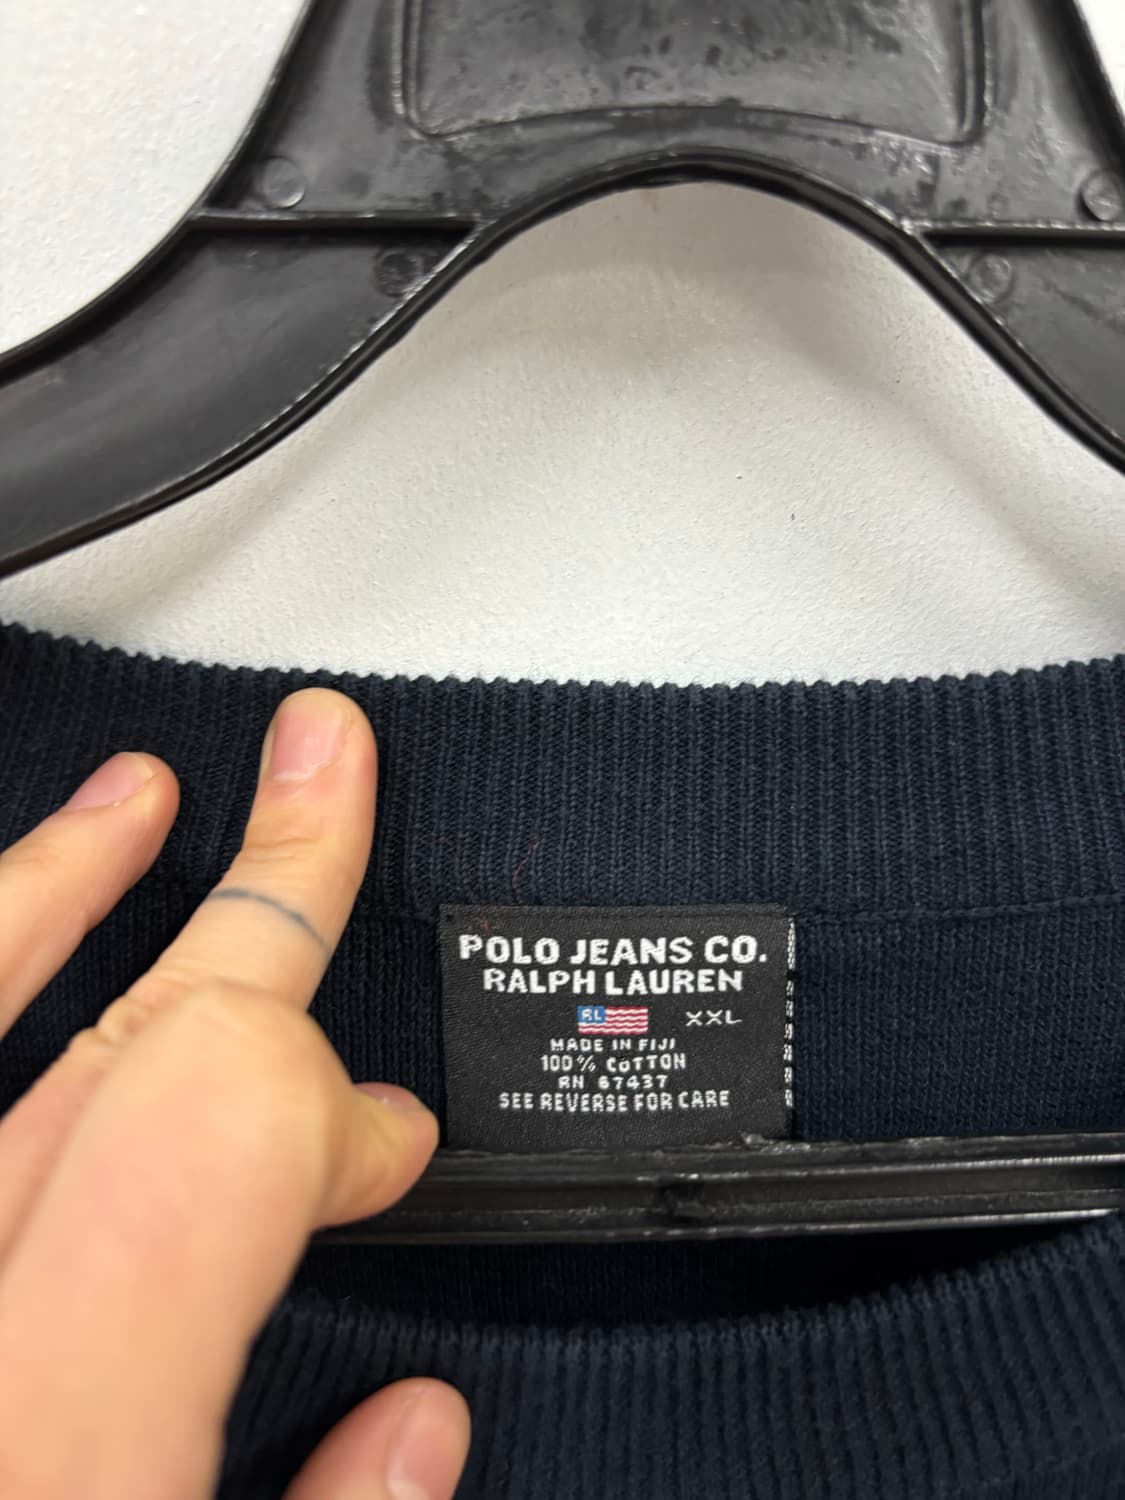 POLO JEANS CO.
RALPH LAUREN
RL XXL
MADE IN FIJI
100% COTTON
RN 67437
SEE REVERSE FOR CARE